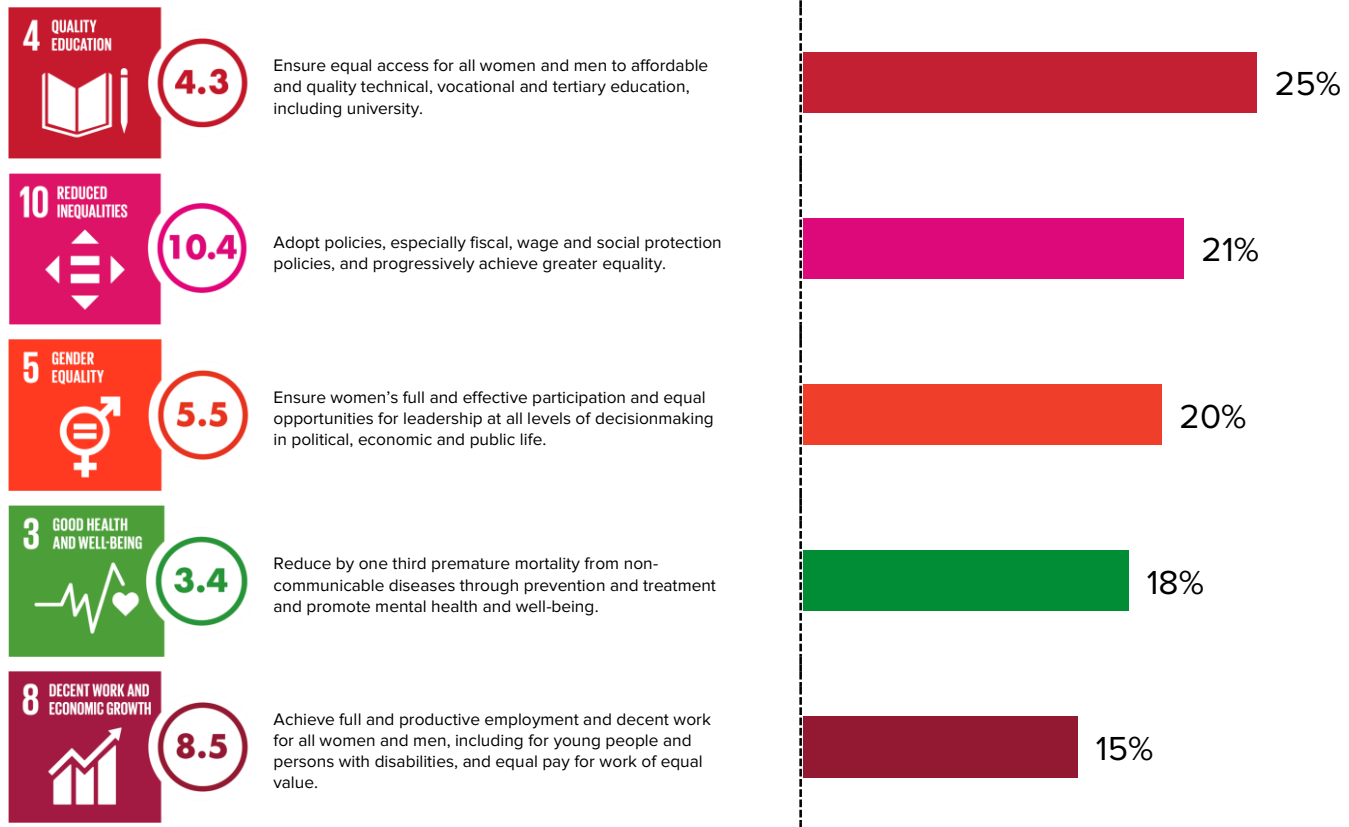 4 QUALITY
EDUCATION
4.3
Ensure equal access for all women and men to affordable
and quality technical, vocational and tertiary education,
including university.
25%
10 REDUCED
INEQUALITIES
10.4
Adopt policies, especially fiscal, wage and social protection
policies, and progressively achieve greater equality.
21%
5 GENDER
EQUALITY
5.5
Ensure women’s full and effective participation and equal
opportunities for leadership at all levels of decisionmaking
in political, economic and public life.
20%
3 GOOD HEALTH
AND WELL-BEING
3.4
Reduce by one third premature mortality from non-
communicable diseases through prevention and treatment
and promote mental health and well-being.
18%
8 DECENT WORK AND
ECONOMIC GROWTH
8.5
Achieve full and productive employment and decent work
for all women and men, including for young people and
persons with disabilities, and equal pay for work of equal
value.
15%